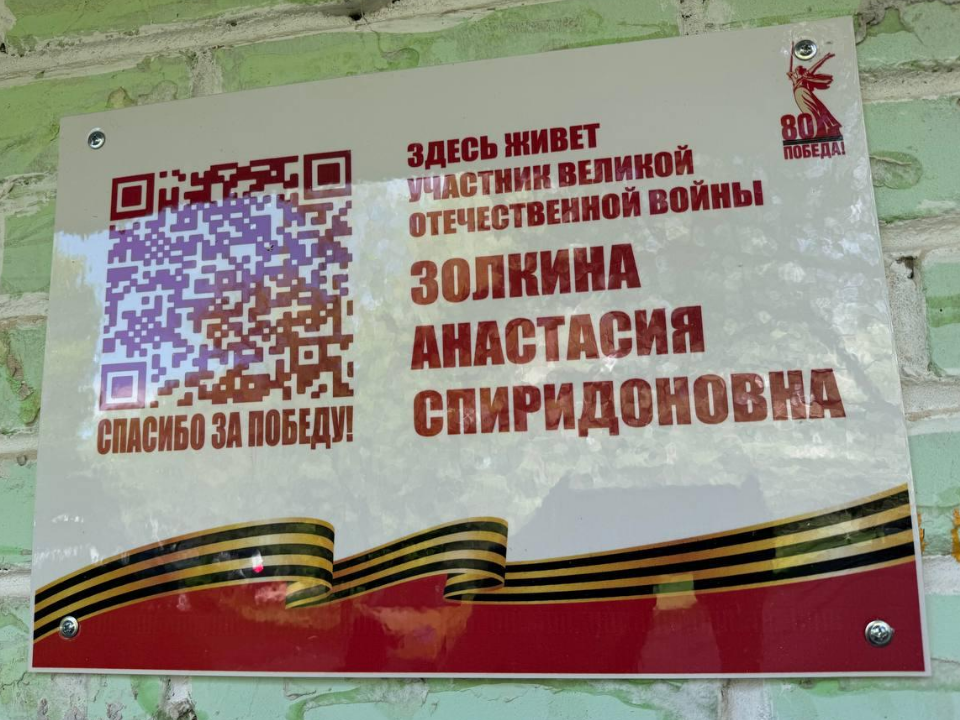 80
ПОБЕДА!
ЗДЕСЬ ЖИВЕТ
УЧАСТНИК ВЕЛИКОЙ
ОТЕЧЕСТВЕННОЙ ВОЙНЫ
ЗОЛКИНА
АНАСТАСИЯ
СПИРИДОНОВНА
СПАСИБО ЗА ПОБЕДУ!